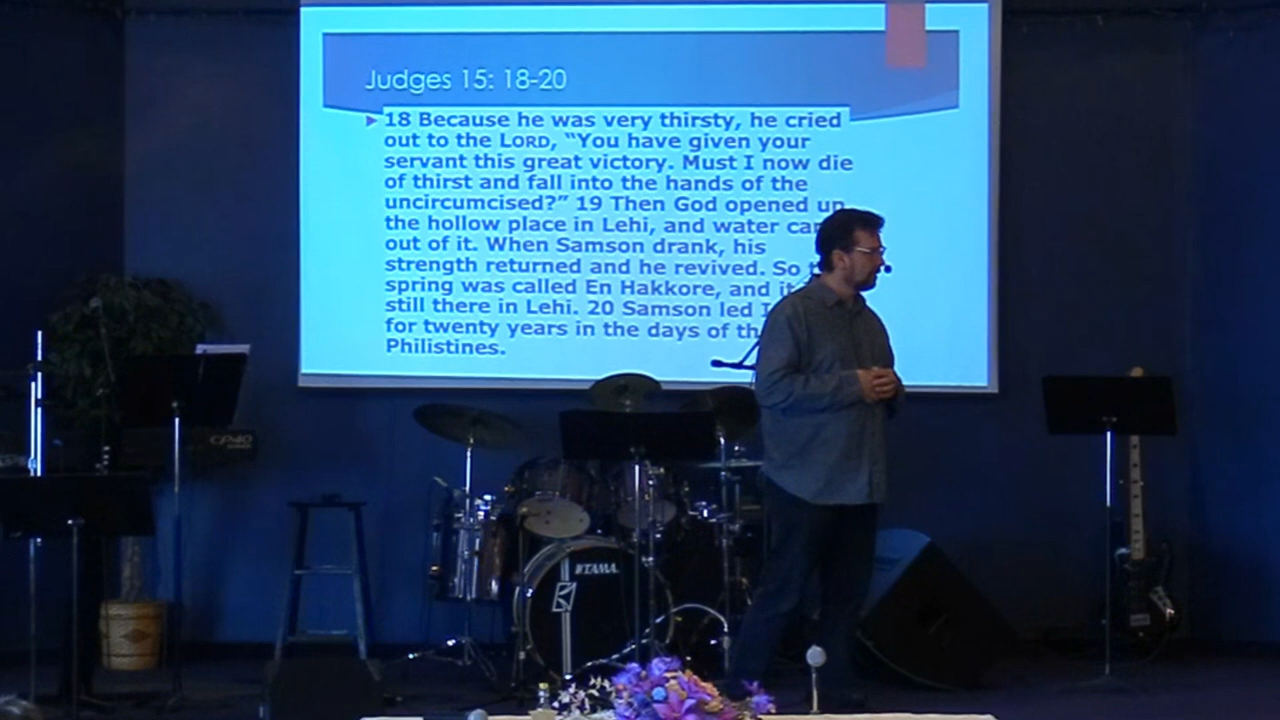 Judges 15: 18-20
18 Because he was very thirsty, he cried
out to the LORD, “You have given your
servant this great victory. Must I now die
of thirst and fall into the hands of the
uncircumcised?” 19 Then God opened up
the hollow place in Lehi, and water
out of it. When Samson drank, his
strength returned and he revived. So
spring was called En Hakkore, and it
still there in Lehi. 20 Samson led
for twenty years in the days of
Philistines.
CP40
TAMA